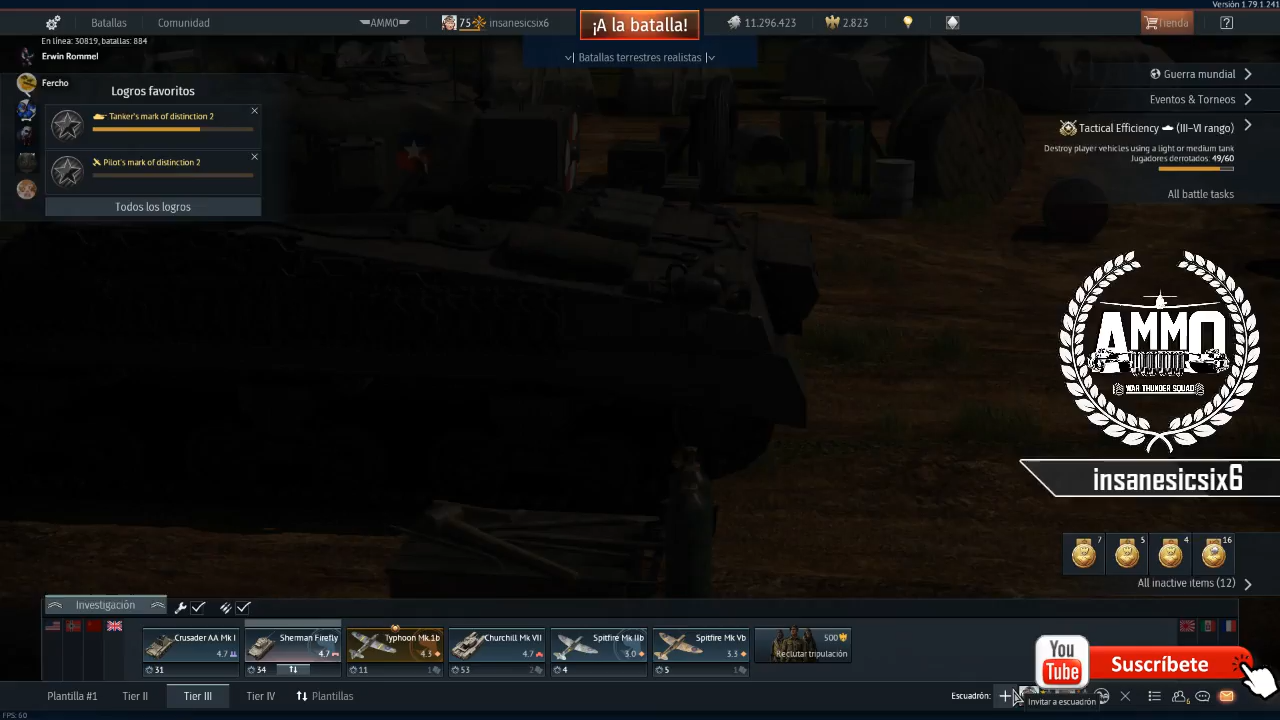 Versión 1.79.1.241
Batallas
Comunidad
AMMO
75
insanesicsix6
¡A la batalla!
11.296.423
2.823
Tienda
?
En línea: 30819, batallas: 884
Erwin Rommel
Batallas terrestres realistas
Fercho
Logros favoritos
Tanker's mark of distinction 2
Pilot's mark of distinction 2
Todos los logros
Guerra mundial
Eventos & Torneos
Tactical Efficiency (III-VI rango)
Destroy player vehicles using a light or medium tank
Jugadores derrotados: 49/60
All battle tasks
AMMO
WAR THUNDER SQUAD
insanesicsix6
7
5
4
16
All inactive items (12)
Investigación
Crusader AA Mk I
4.7
31
Sherman Firefly
4.7
34
Typhoon Mk.1b
4.3
11
Churchill Mk VII
4.7
53
Spitfire Mk IIb
3.0
4
Spitfire Mk Vb
3.3
5
500
Reclutar tripulación
You
Tube
Suscríbete
Plantilla #1
Tier II
Tier III
Tier IV
Plantillas
Escuadrón:
Invitar a escuadrón
6
FPS: 60